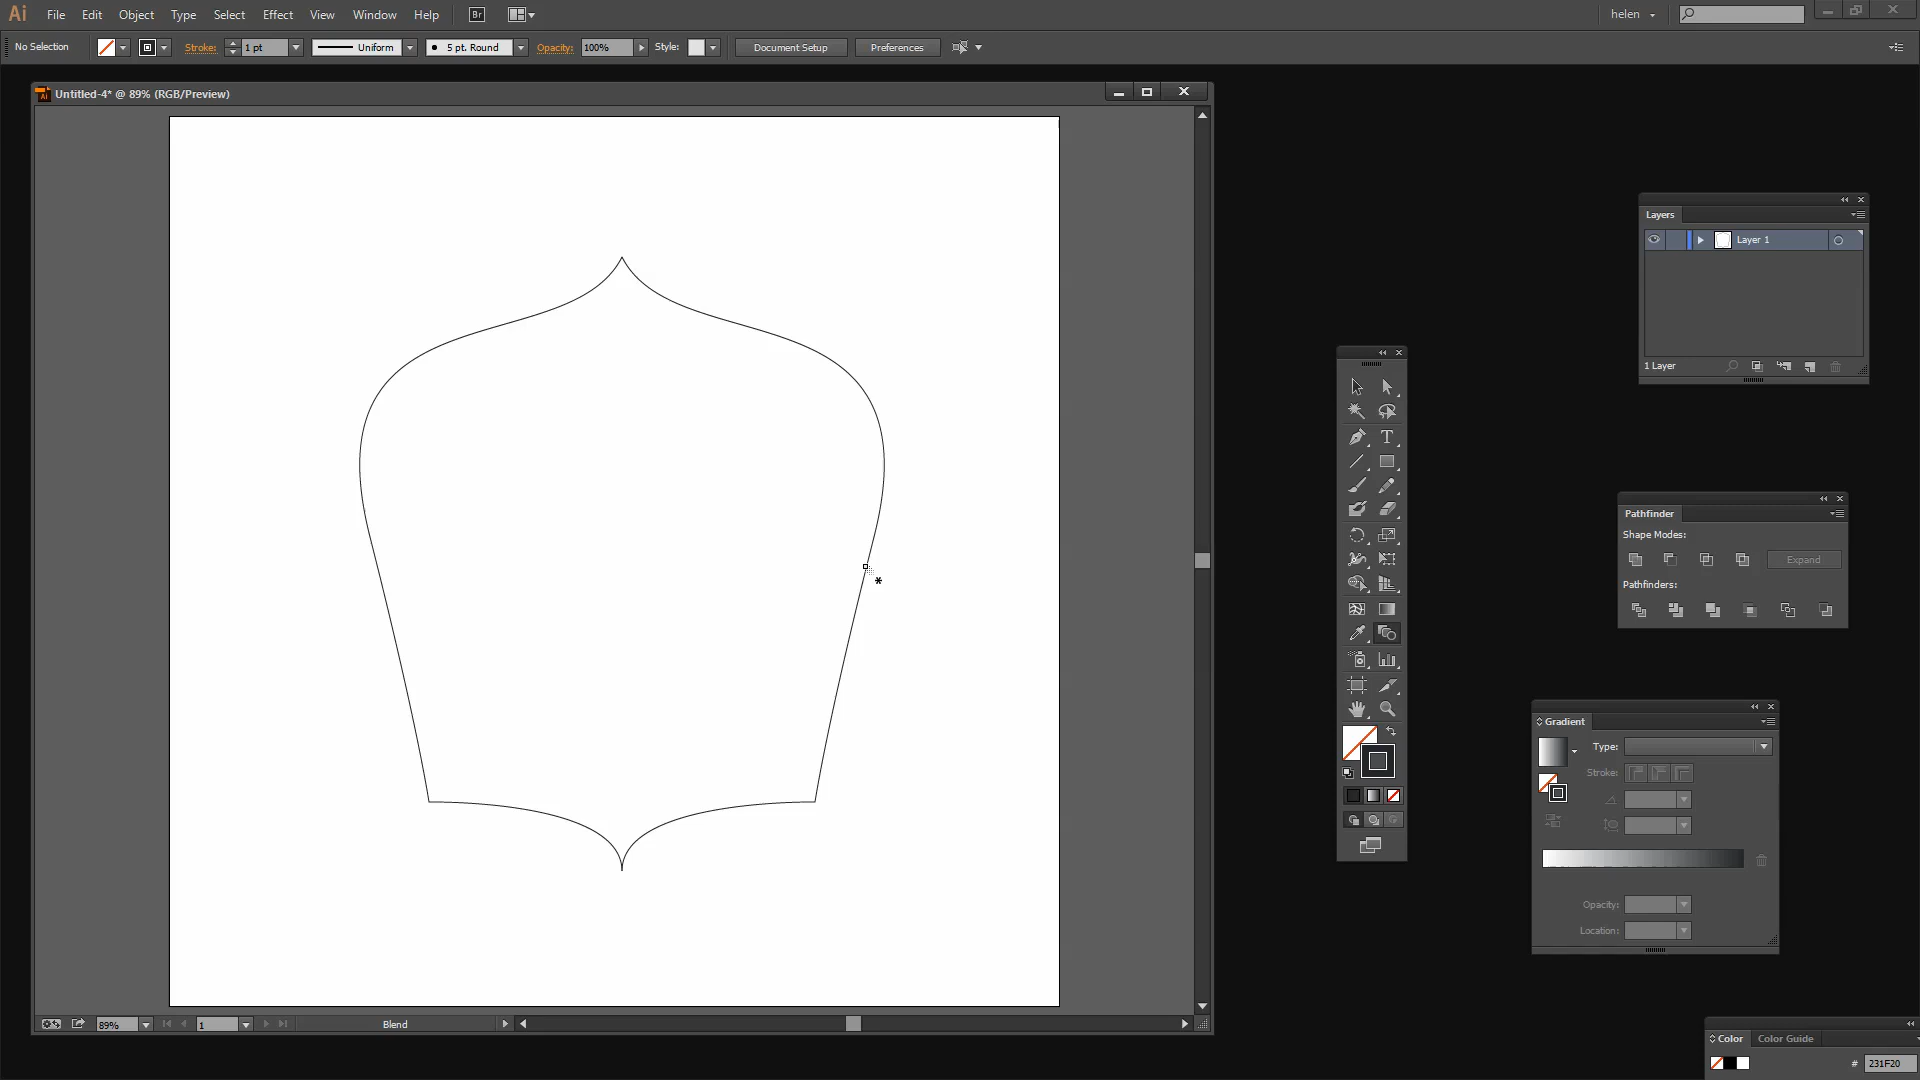 Ai File Edit Object Type Select Effect View Window Help Br helen
No Selection Stroke: 1 pt Uniform 5 pt. Round Opacity: 100% Style: Document Setup Preferences
Untitled-4* @ 89% (RGB/Preview)
Layers
Layer 1
1 Layer
Pathfinder
Shape Modes:
Expand
Pathfinders:
Gradient
Type:
Stroke:
Opacity:
Location:
89% 1 Blend
Color Color Guide
# 231F20